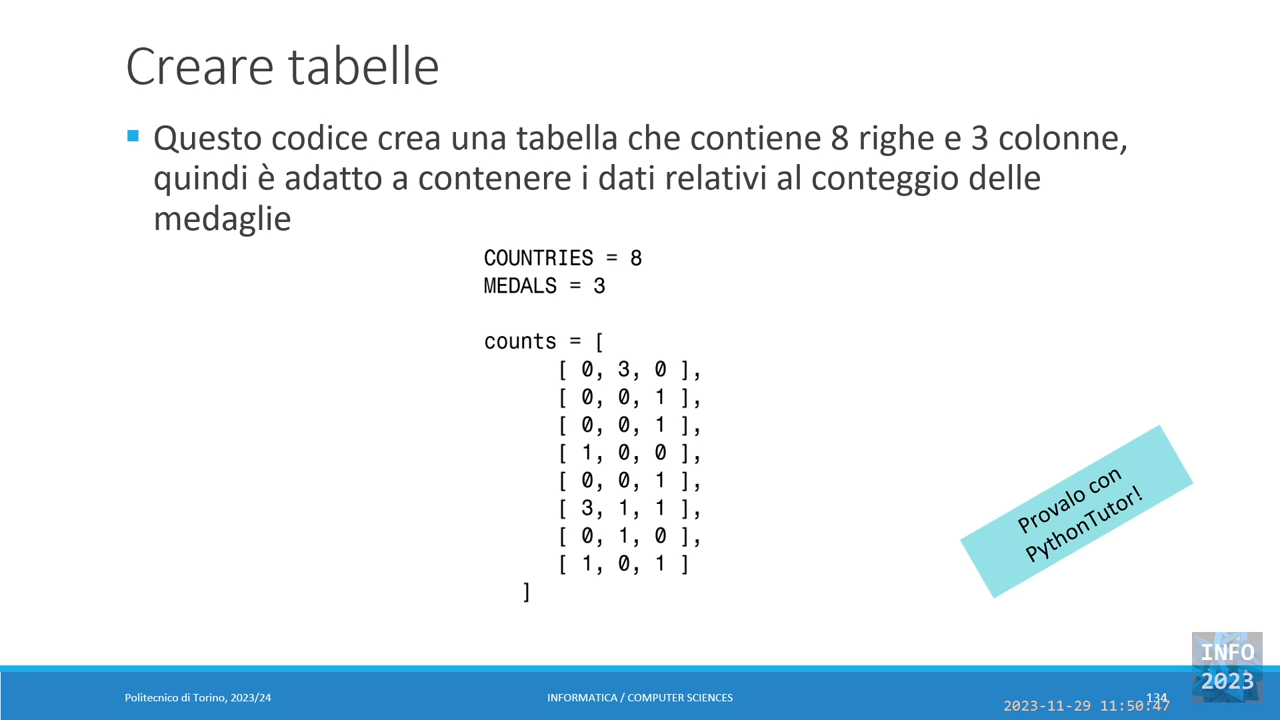 Creare tabelle
Questo codice crea una tabella che contiene 8 righe e 3 colonne,
quindi è adatto a contenere i dati relativi al conteggio delle
medaglie
COUNTRIES = 8
MEDALS = 3
counts = [
[ 0, 3, 0 ],
[ 0, 0, 1 ],
[ 0, 0, 1 ],
[ 1, 0, 0 ],
[ 0, 0, 1 ],
[ 3, 1, 1 ],
[ 0, 1, 0 ],
[ 1, 0, 1 ]
]
Provalo con
PythonTutor!
Politecnico di Torino, 2023/24
INFORMATICA / COMPUTER SCIENCES
134
2023-11-29 11:50:47
INFO
2023